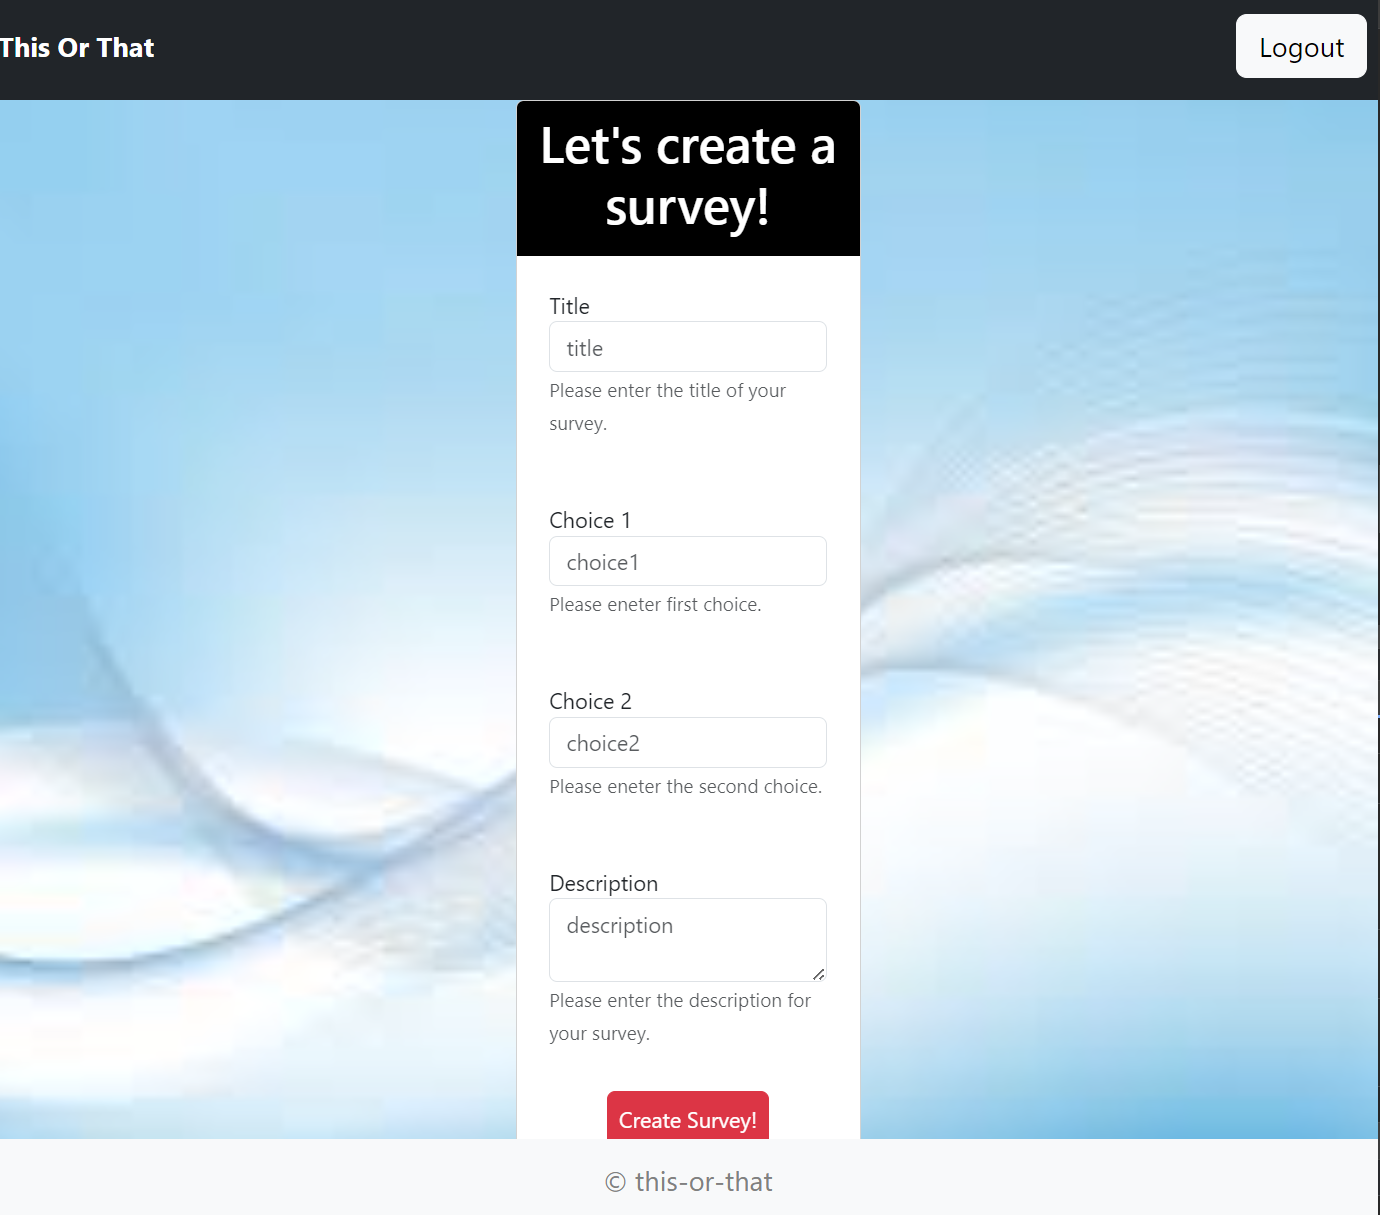 This Or That
Logout
Let's create a
survey!
Title
title
Please enter the title of your
survey.
Choice 1
choice1
Please eneter first choice.
Choice 2
choice2
Please eneter the second choice.
Description
description
Please enter the description for
your survey.
Create Survey!
© this-or-that